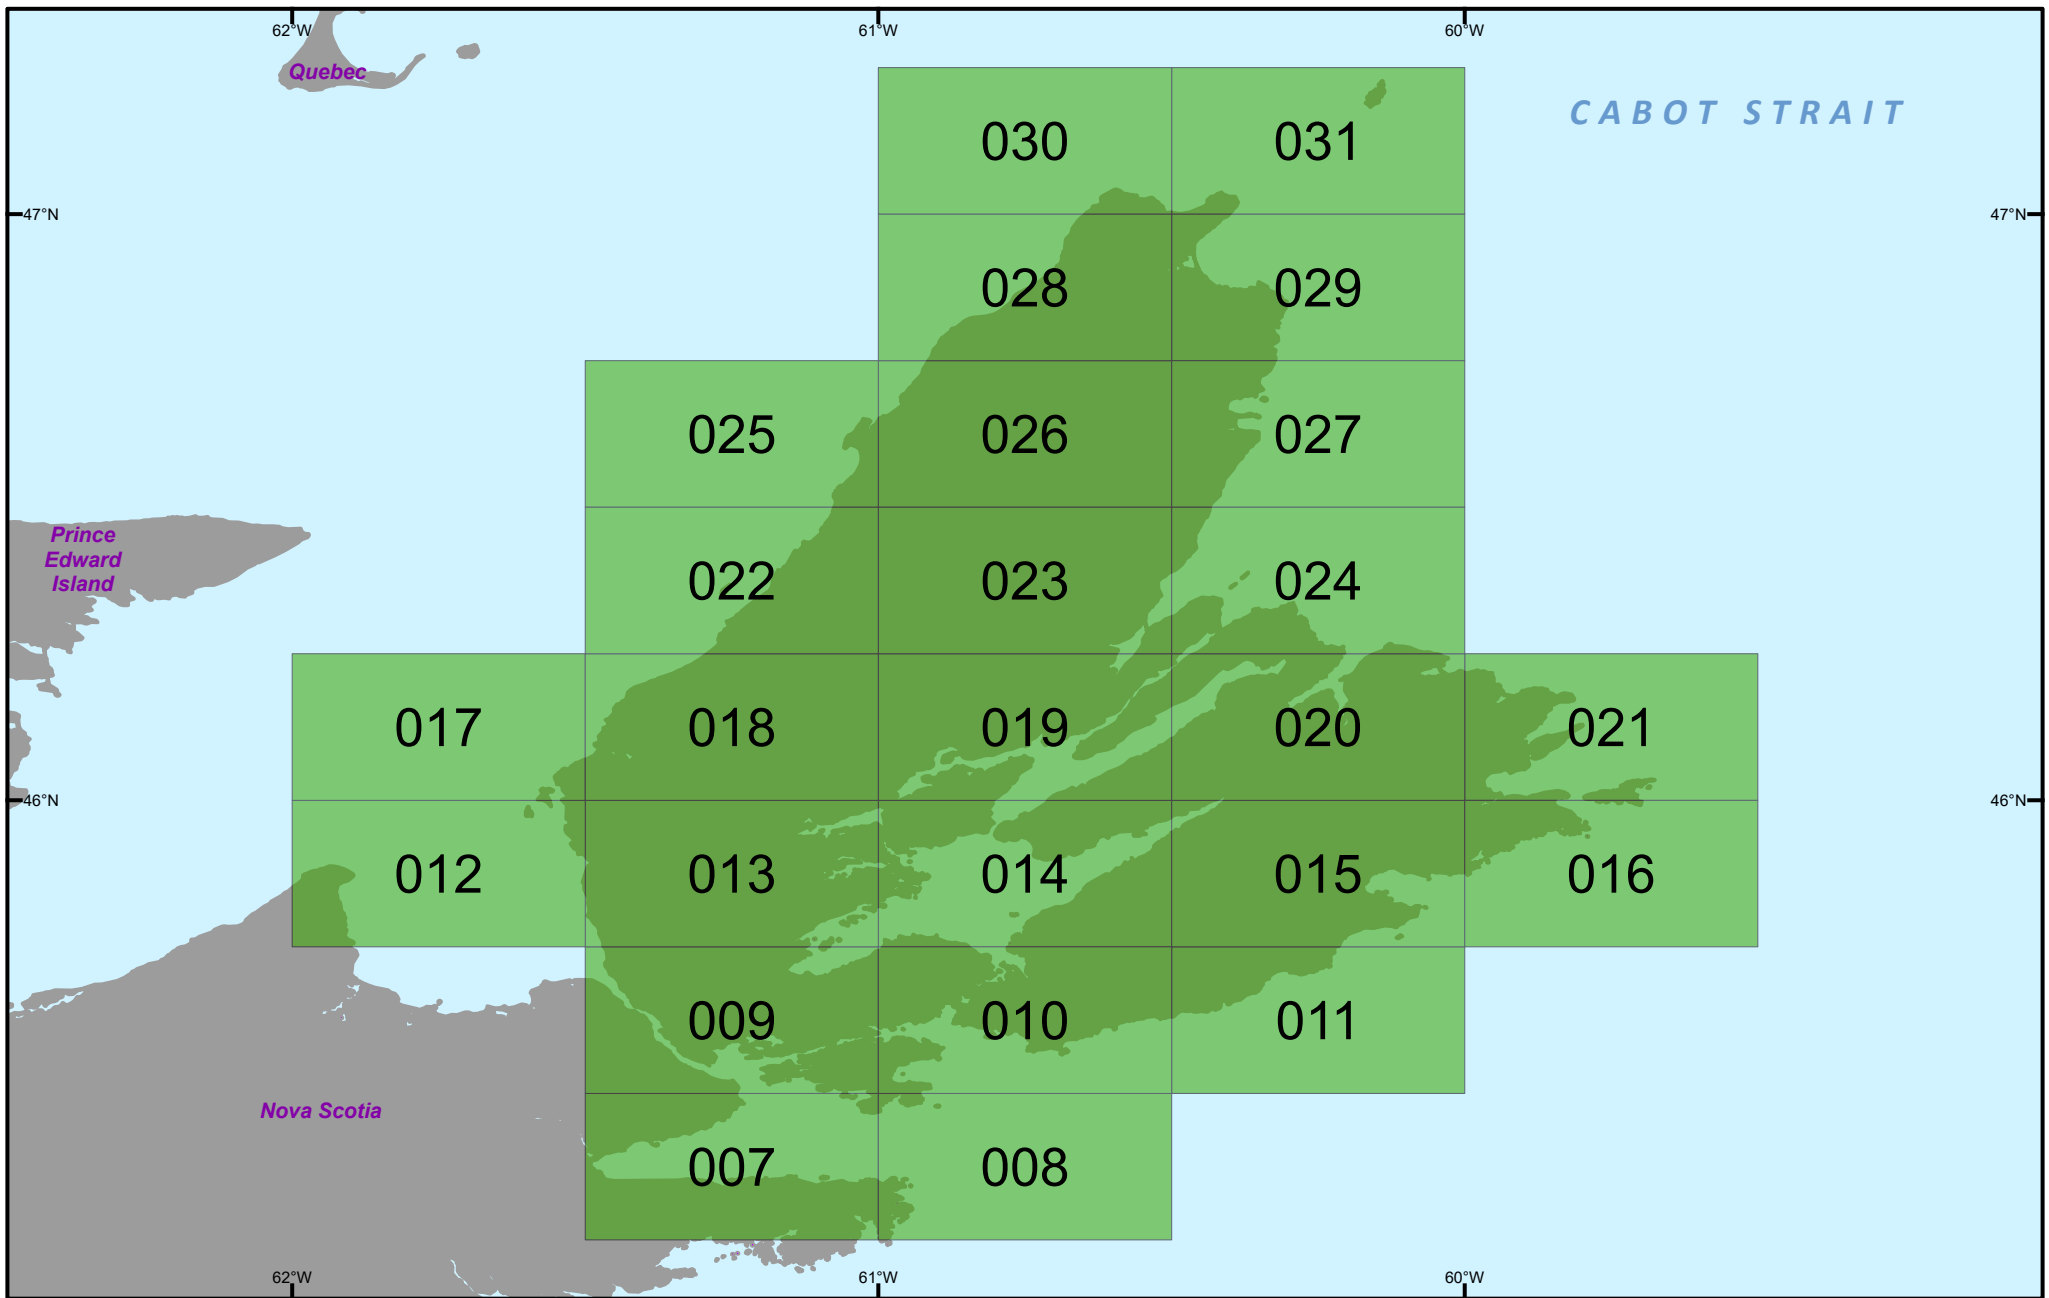 62°W 61°W 60°W
Quebec
CABOT STRAIT
030 031
47°N 47°N
028 029
025 026 027
Prince
Edward
Island
022 023 024
017 018 019 020 021
46°N 46°N
012 013 014 015 016
009 010 011
Nova Scotia
007 008
62°W 61°W 60°W